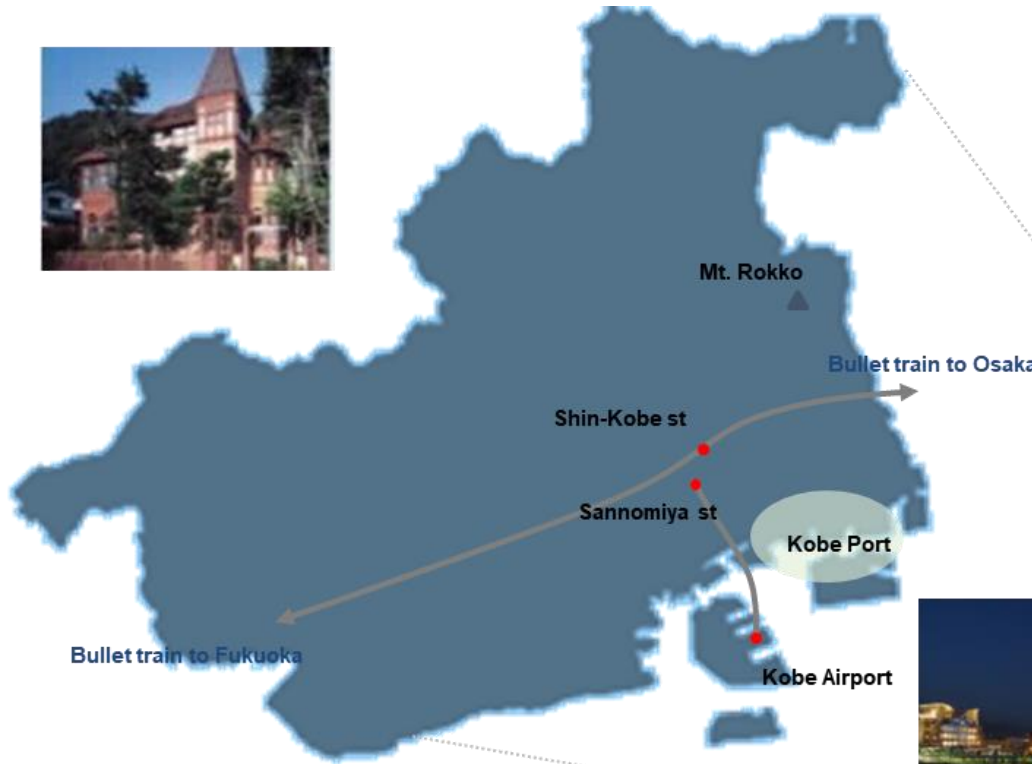 Mt. Rokko
Bullet train to Osaka
Shin-Kobe st
Sannomiya st
Kobe Port
Bullet train to Fukuoka
Kobe Airport